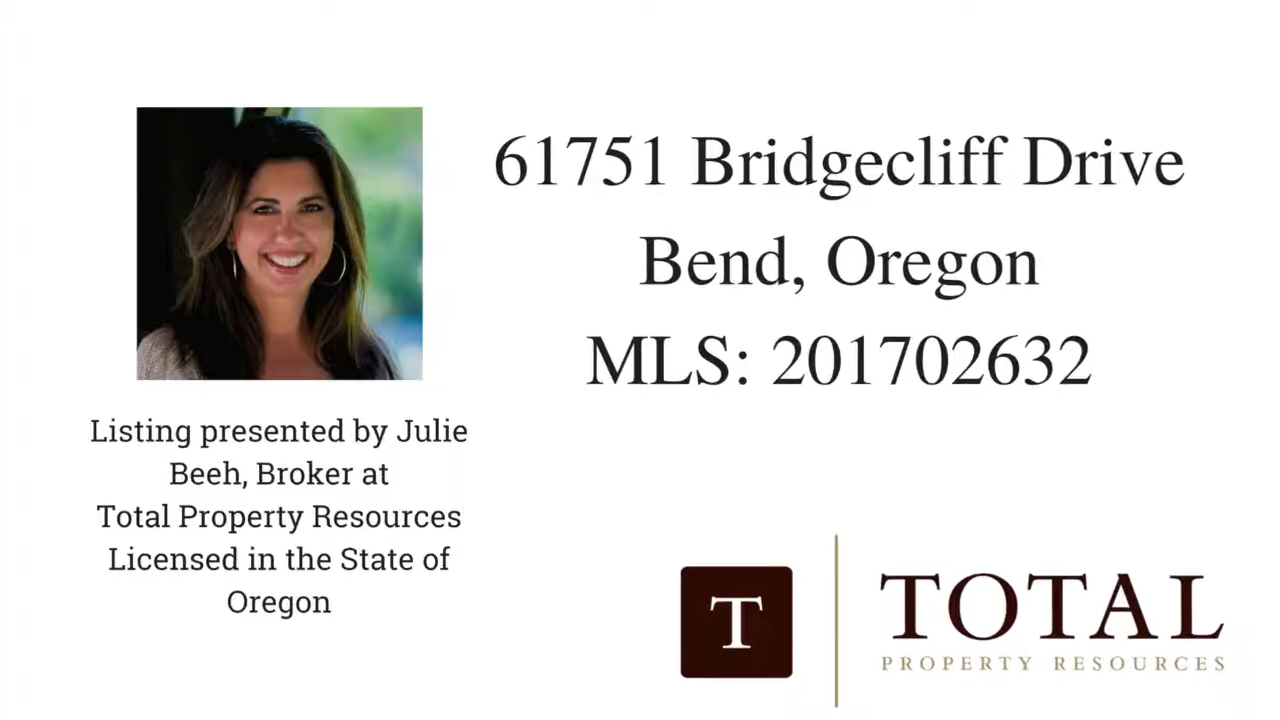 61751 Bridgecliff Drive
Bend, Oregon
MLS: 201702632
Listing presented by Julie
Beeh, Broker at
Total Property Resources
Licensed in the State of
Oregon
T
TOTAL
PROPERTY RESOURCES